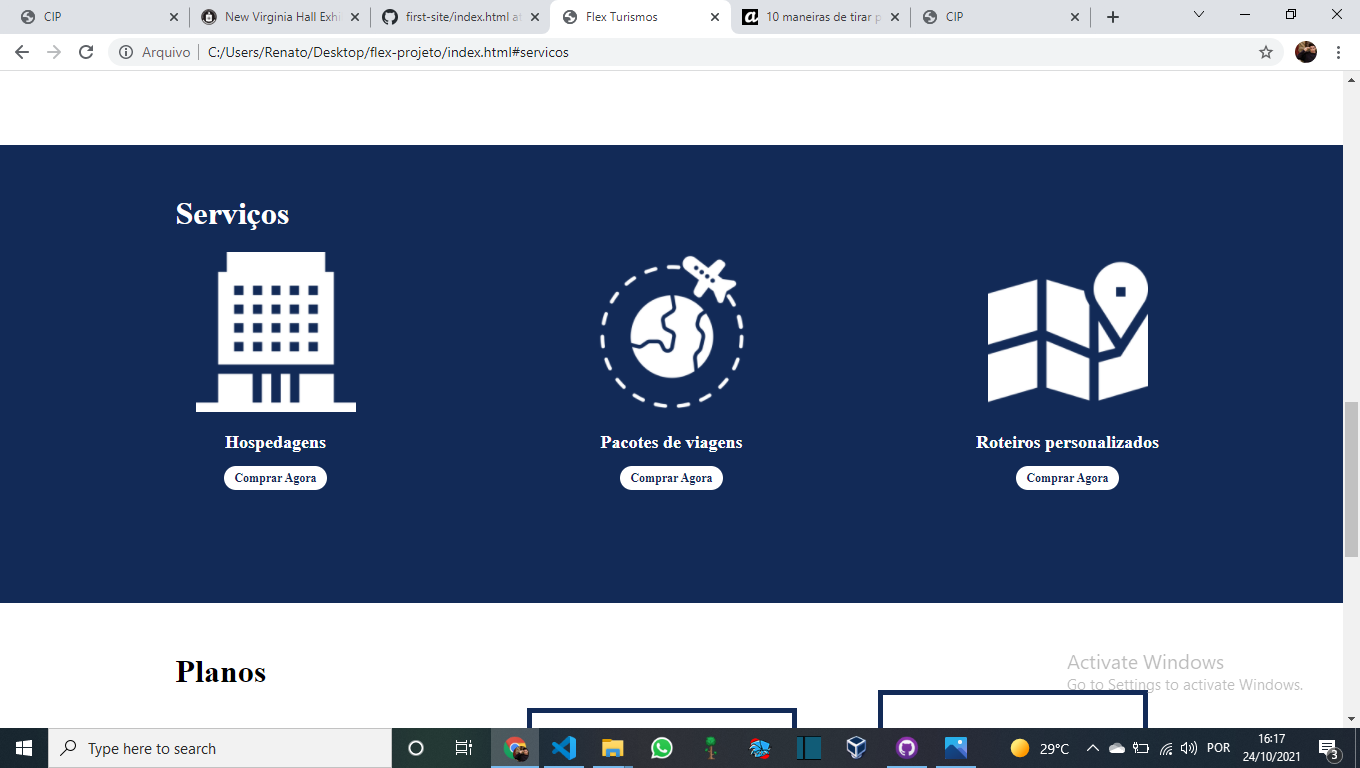 CIP
New Virginia Hall Exhi
first-site/index.html at
Flex Turismos
10 maneiras de tirar p
CIP
Arquivo
C:/Users/Renato/Desktop/flex-projeto/index.html#servicos
Serviços
Hospedagens
Pacotes de viagens
Roteiros personalizados
Comprar Agora
Comprar Agora
Comprar Agora
Planos
Activate Windows
Go to Settings to activate Windows.
Type here to search
29°C
POR
16:17
24/10/2021
3